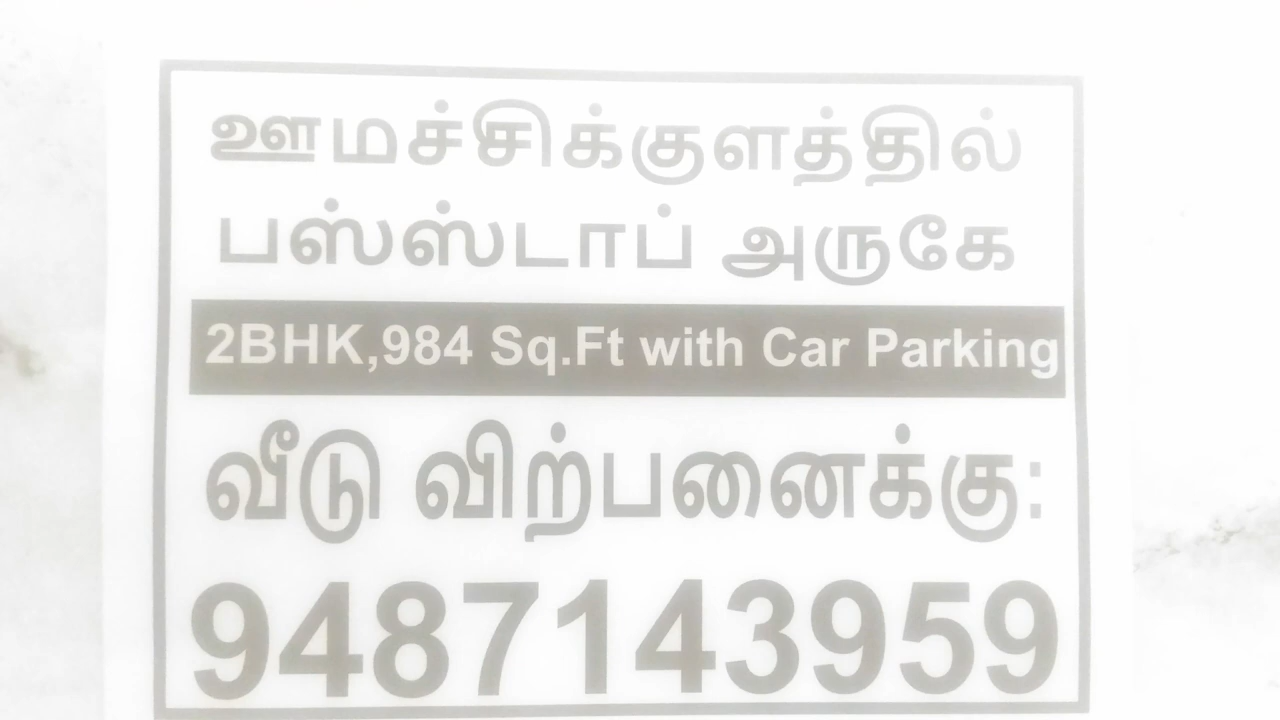 ஊமச்சிக்குளத்தில்
பஸ்ஸ்டாப் அருகே
2BHK,984 Sq.Ft with Car Parking
வீடு விற்பனைக்கு:
9487143959